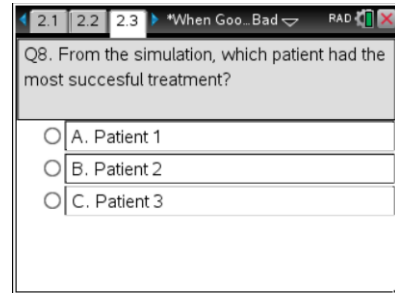 2.1 2.2 2.3 *When Goo...Bad RAD
Q8. From the simulation, which patient had the
most succesful treatment?
A. Patient 1
B. Patient 2
C. Patient 3